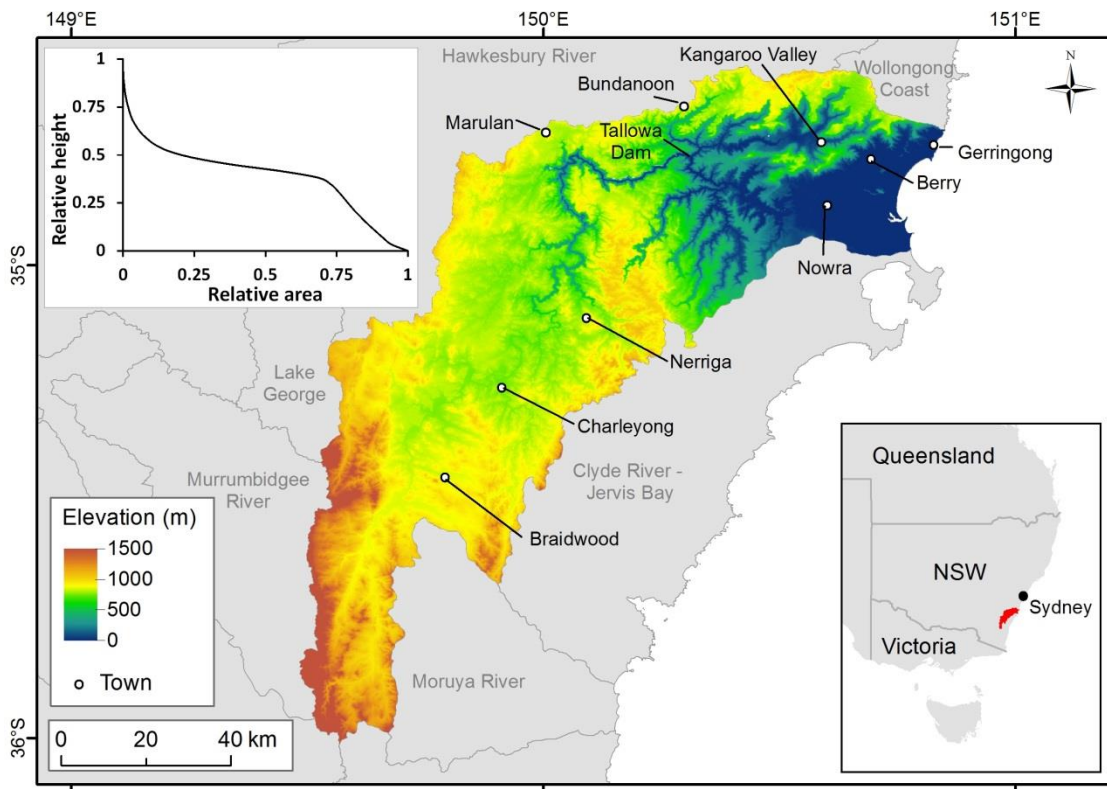 149°E
150°E
151°E
35°S
36°S
1
0.75
0.5
0.25
0
0
0.25
0.5
0.75
1
Relative height
Relative area
Hawkesbury River
Kangaroo Valley
Wollongong
Coast
N
Bundanoon
Marulan
Tallowa
Dam
Gerringong
Berry
Nowra
Nerriga
Lake
George
Charleyong
Murrumbidgee
River
Clyde River -
Jervis Bay
Braidwood
Moruya River
Elevation (m)
1500
1000
500
0
Town
0 20 40 km
Queensland
NSW
Sydney
Victoria